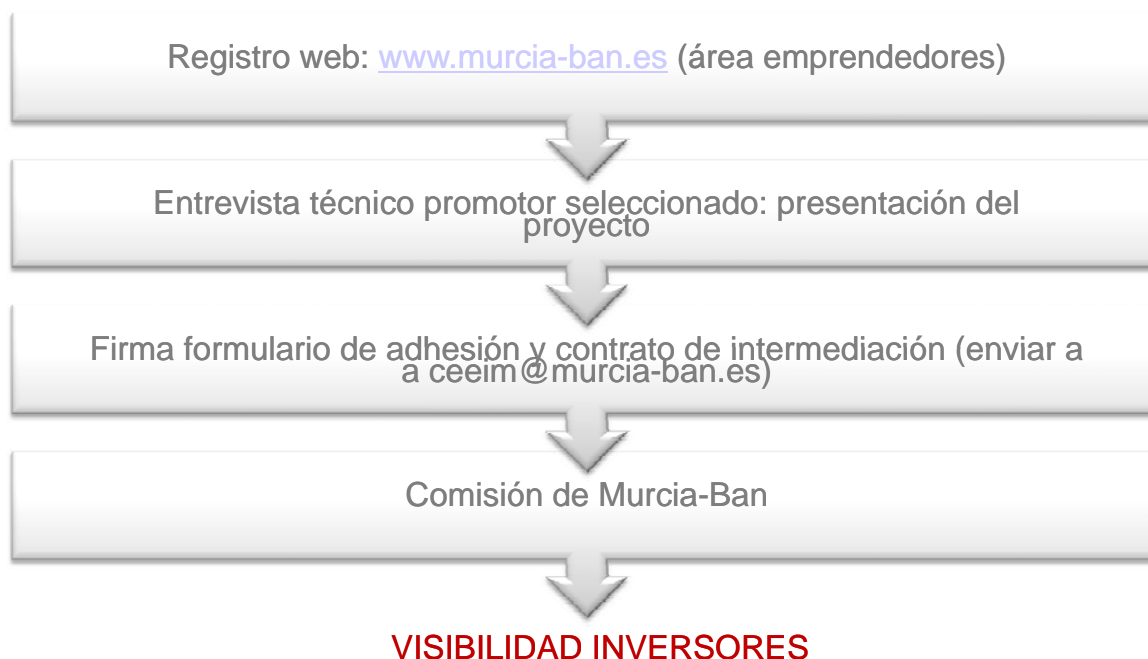 Registro web: www.murcia-ban.es (área emprendedores)
Entrevista técnico promotor seleccionado: presentación del
proyecto
Firma formulario de adhesión y contrato de intermediación (enviar a
a ceeim@murcia-ban.es)
Comisión de Murcia-Ban
VISIBILIDAD INVERSORES